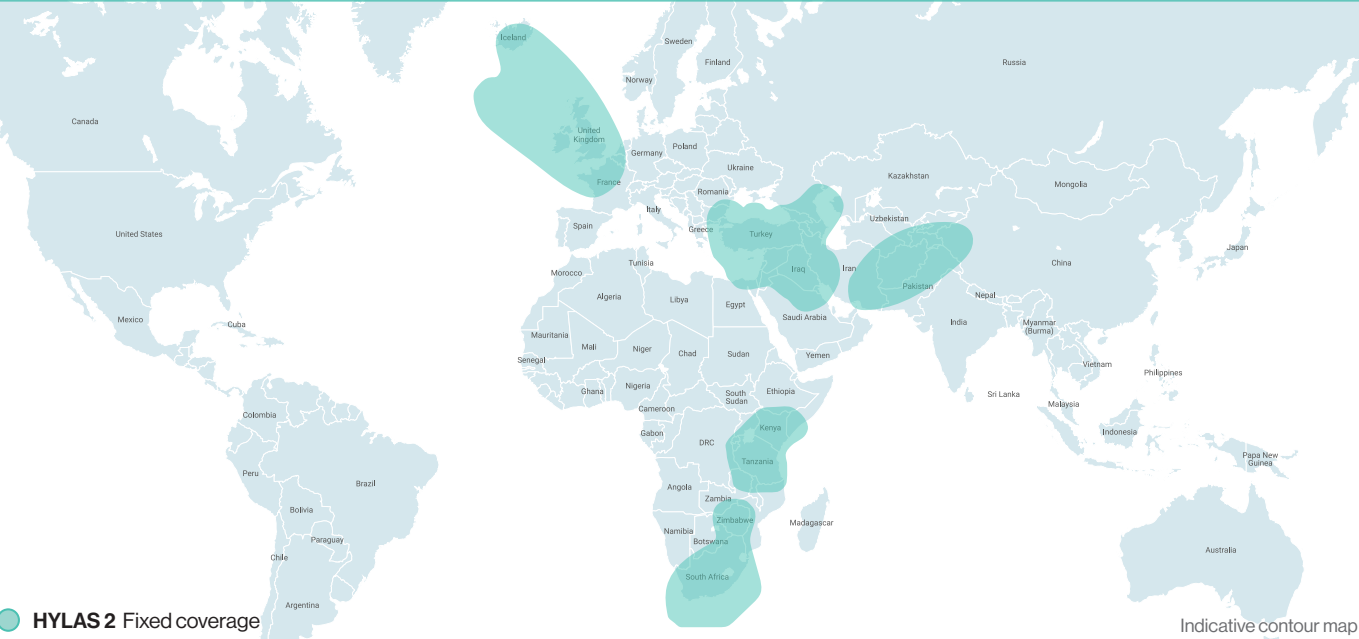 Iceland
Sweden
Finland
Russia
Norway
Canada
United
Kingdom
Germany
Poland
Ukraine
France
Kazakhstan
Mongolia
Romania
Italy
Uzbekistan
Spain
Greece
Turkey
United States
Japan
Tunisia
China
Morocco
Iraq
Iran
Algeria
Libya
Egypt
Pakistan
Nepal
Mexico
Cuba
Saudi Arabia
India
Myanmar
(Burma)
Mauritania
Mali
Niger
Chad
Sudan
Yemen
Senegal
Vietnam
Philippines
Ghana
Nigeria
South
Sudan
Ethiopia
Sri Lanka
Malaysia
Cameroon
Colombia
Gabon
DRC
Kenya
Indonesia
Peru
Tanzania
Papa New
Guinea
Brazil
Angola
Zambia
Bolivia
Zimbabwe
Madagascar
Namibia
Botswana
Paraguay
Chile
Australia
South Africa
Argentina
HYLAS 2 Fixed coverage
Indicative contour map